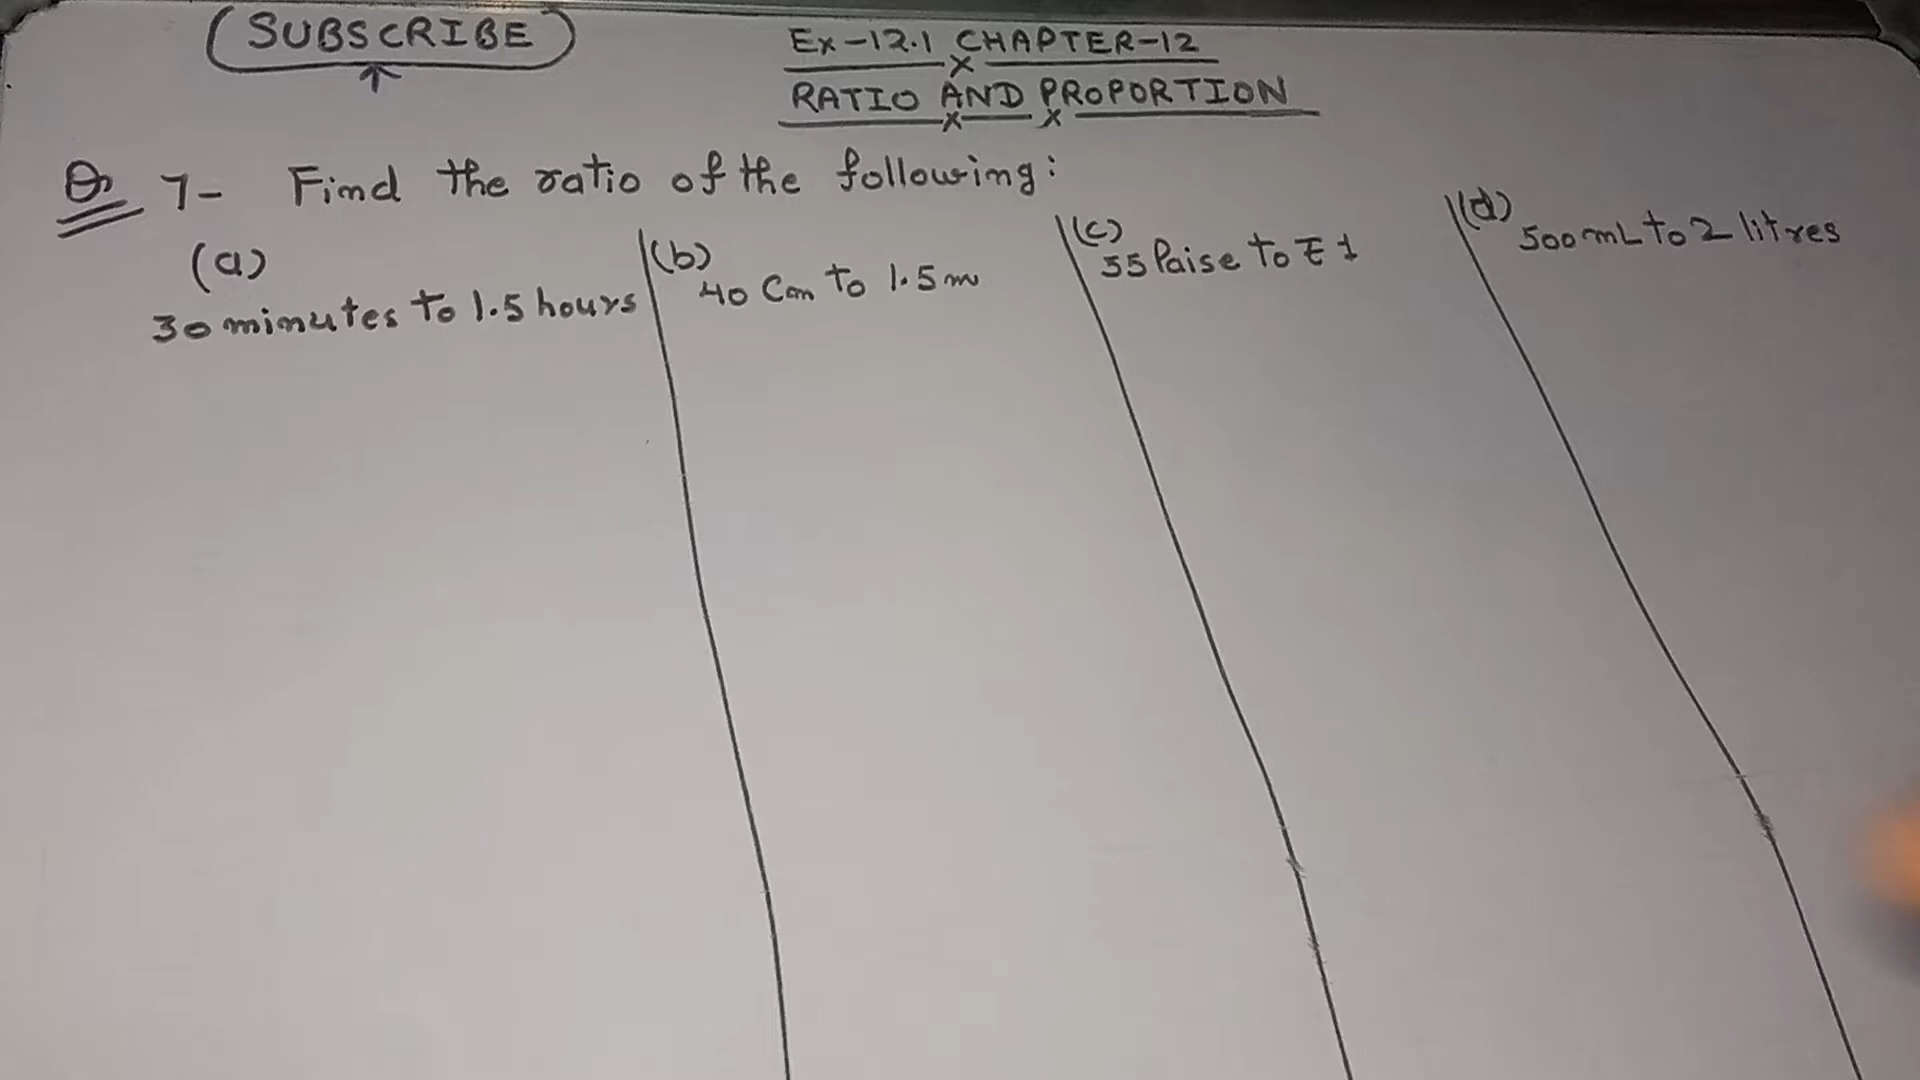 SUBSCRIBE
Ex-12.1 CHAPTER-12
RATIO AND PROPORTION
Q 7- Find the ratio of the following:
(a)
30 minutes to 1.5 hours
(b)
40 Cm to 1.5 m
(c)
55 Paise to ₹ 1
(d)
500 mL to 2 litres